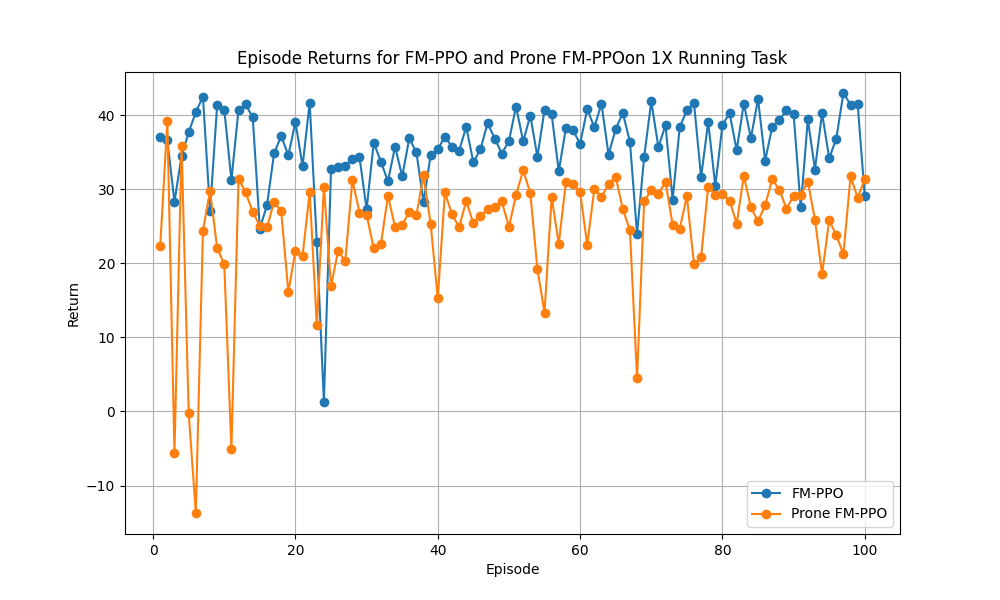 Episode Returns for FM-PPO and Prone FM-PPOon 1X Running Task
Return
40
30
20
10
0
−10
0 20 40 60 80 100
Episode
FM-PPO
Prone FM-PPO